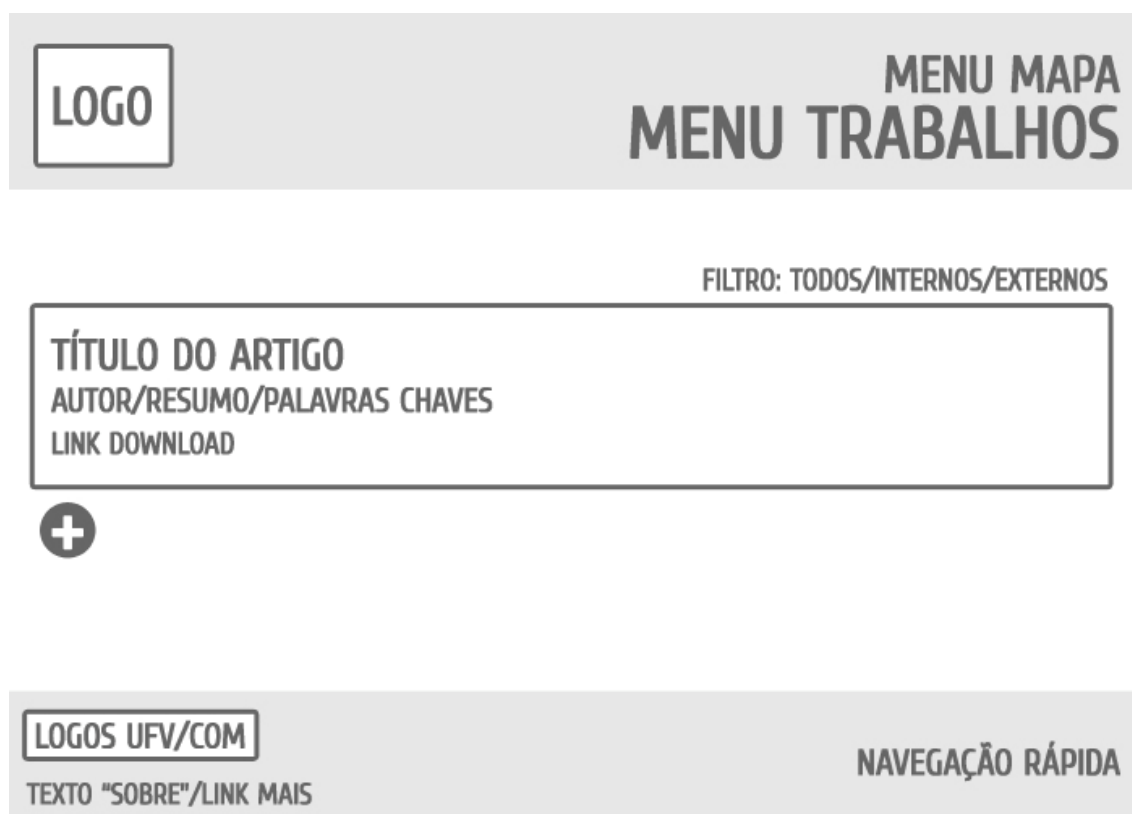 LOGO
MENU MAPA
MENU TRABALHOS
FILTRO: TODOS/INTERNOS/EXTERNOS
TÍTULO DO ARTIGO
AUTOR/RESUMO/PALAVRAS CHAVES
LINK DOWNLOAD
LOGOS UFV/COM
TEXTO “SOBRE”/LINK MAIS
NAVEGAÇÃO RÁPIDA